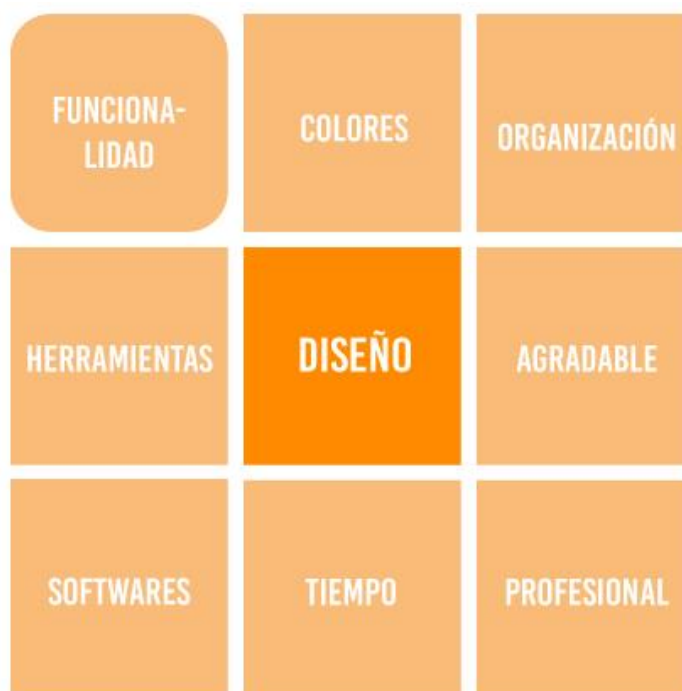 FUNCIONA-
LIDAD
COLORES
ORGANIZACIÓN
HERRAMIENTAS
DISEÑO
AGRADABLE
SOFTWARES
TIEMPO
PROFESIONAL